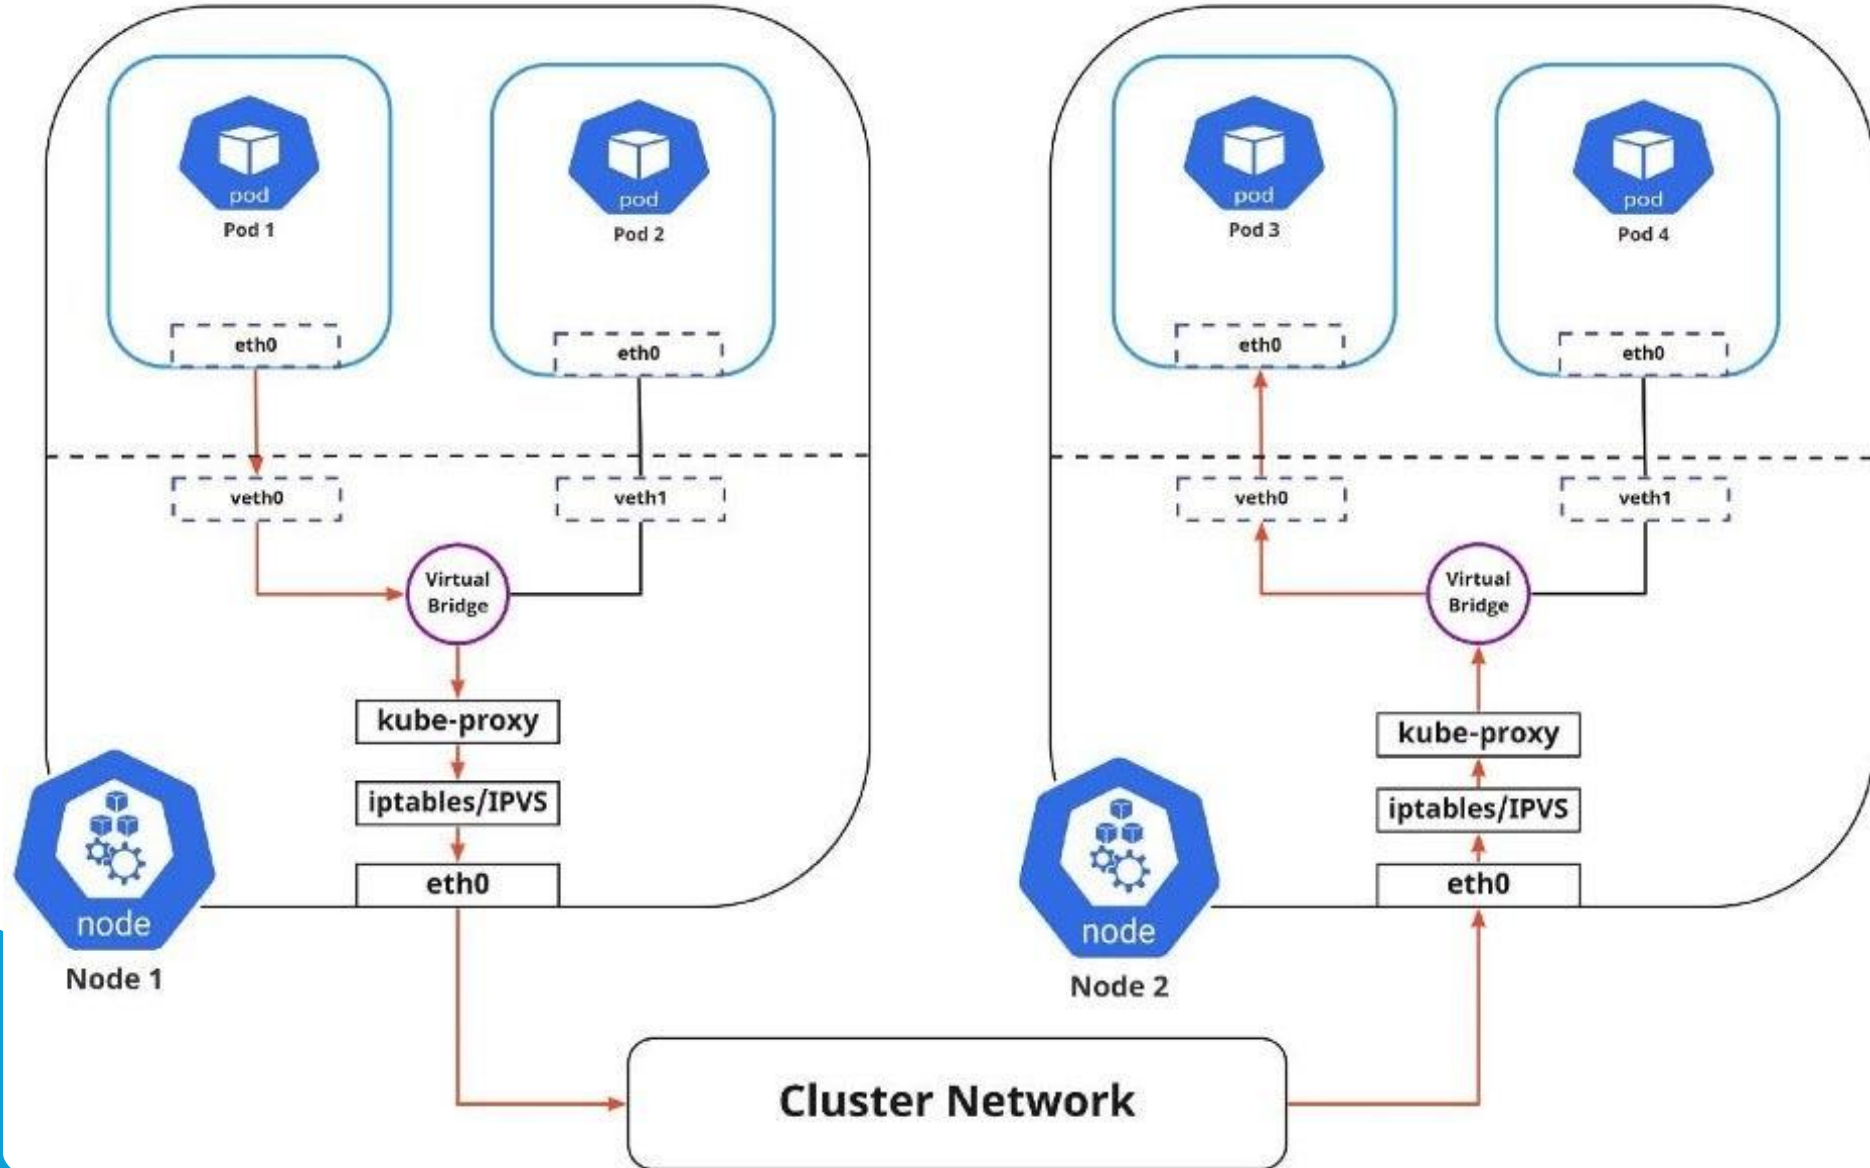 pod
Pod 1
eth0
pod
Pod 2
eth0
veth0
veth1
Virtual
Bridge
kube-proxy
iptables/IPVS
eth0
node
Node 1
pod
Pod 3
eth0
pod
Pod 4
eth0
veth0
veth1
Virtual
Bridge
kube-proxy
iptables/IPVS
eth0
node
Node 2
Cluster Network